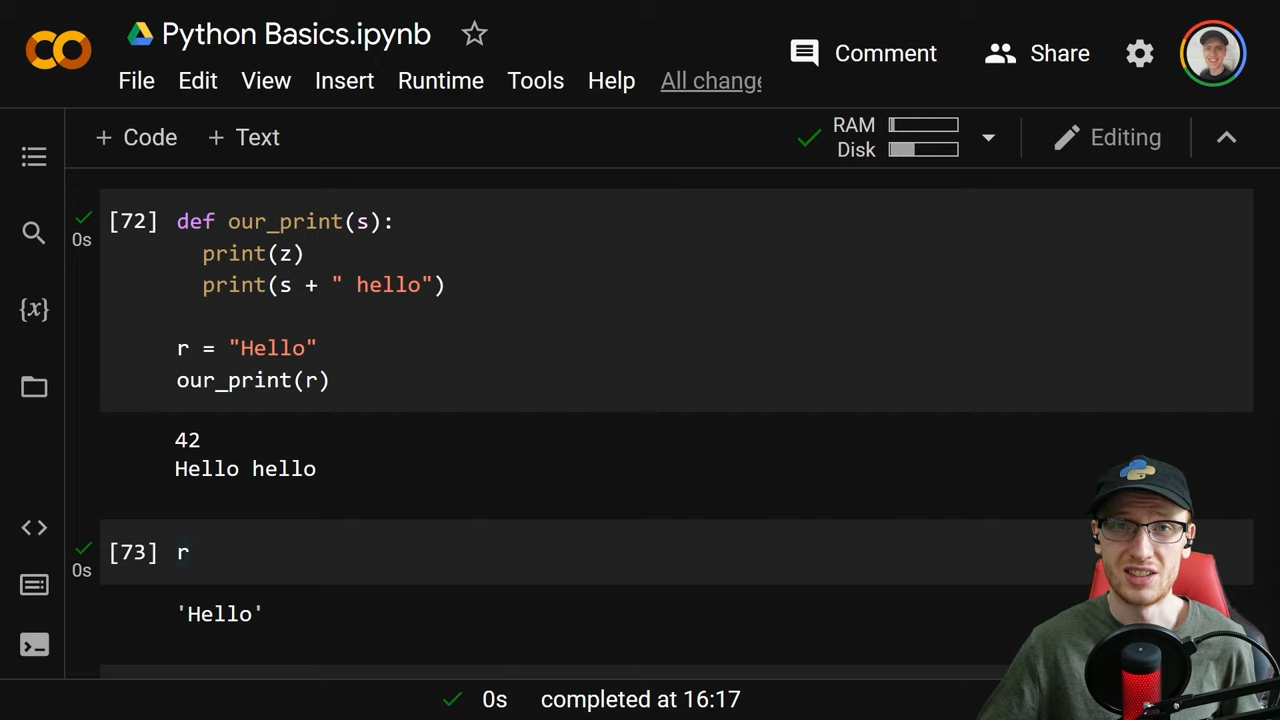 Python Basics.ipynb
Comment
Share
File Edit View Insert Runtime Tools Help All change
+ Code + Text
RAM
Disk
Editing
[72] def our_print(s):
0s
print(z)
print(s + " hello")
r = "Hello"
our_print(r)
42
Hello hello
[73] r
0s
'Hello'
0s completed at 16:17